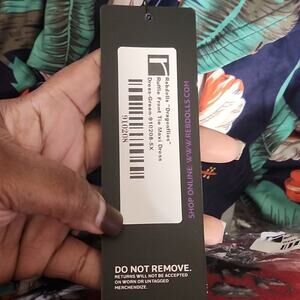 Rebdolls "Dragonflies"
Ruffle Front Tie Maxi Dress
Dress-Green-910208-5X
910208
SHOP ONLINE WWW.REBDOLLS.COM
DO NOT REMOVE.
RETURNS WILL NOT BE ACCEPTED
ON WORN OR UNTAGGED
MERCHENDIZE.